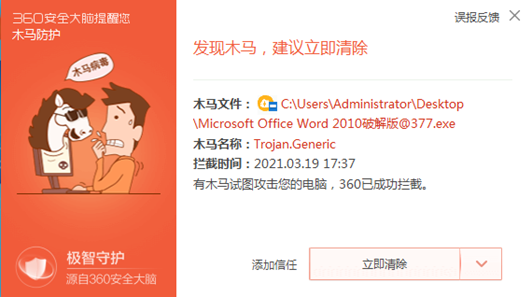 360安全大脑提醒您
木马防护
木马病毒
极智守护
源自360安全大脑
误报反馈
发现木马，建议立即清除
木马文件： C:\Users\Administrator\Desktop
\Microsoft Office Word 2010破解版@377.exe
木马名称：Trojan.Generic
拦截时间：2021.03.19 17:37
有木马试图攻击您的电脑，360已成功拦截。
添加信任
立即清除